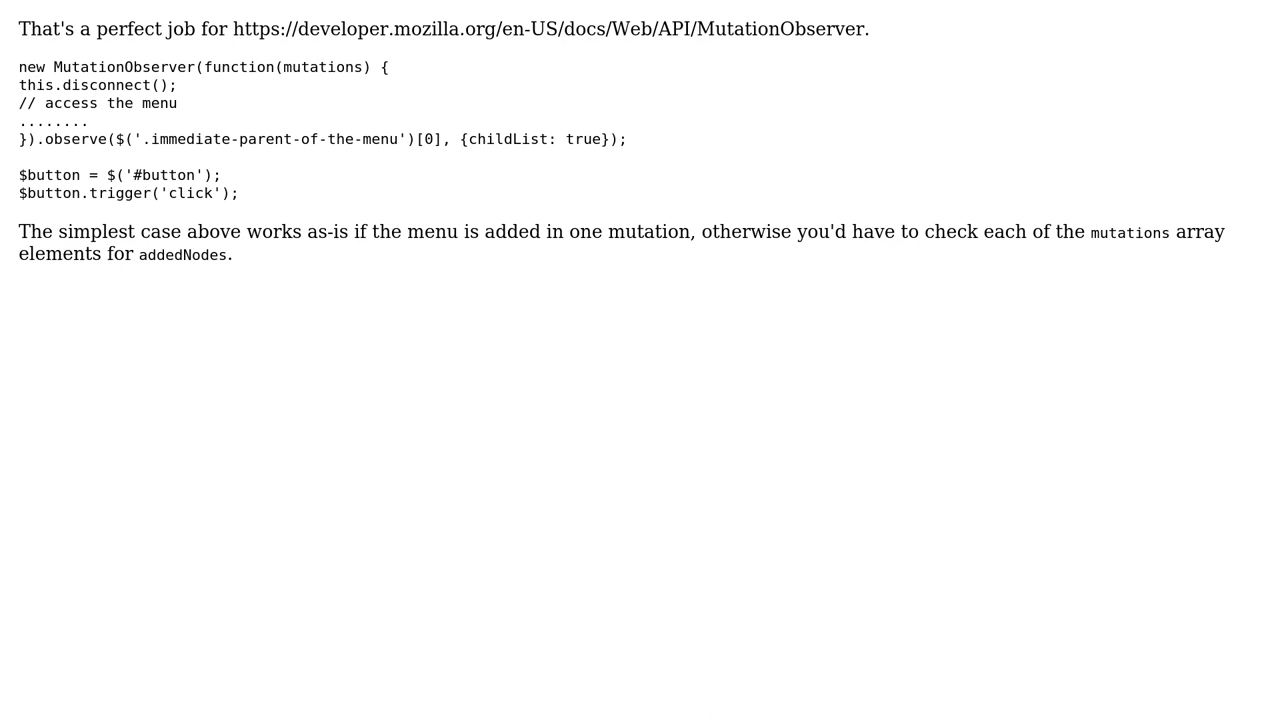 That's a perfect job for https://developer.mozilla.org/en-US/docs/Web/API/MutationObserver.
new MutationObserver(function(mutations) {
this.disconnect();
// access the menu
........
}).observe($('.immediate-parent-of-the-menu')[0], {childList: true});
$button = $('#button');
$button.trigger('click');
The simplest case above works as-is if the menu is added in one mutation, otherwise you'd have to check each of the mutations array
elements for addedNodes.